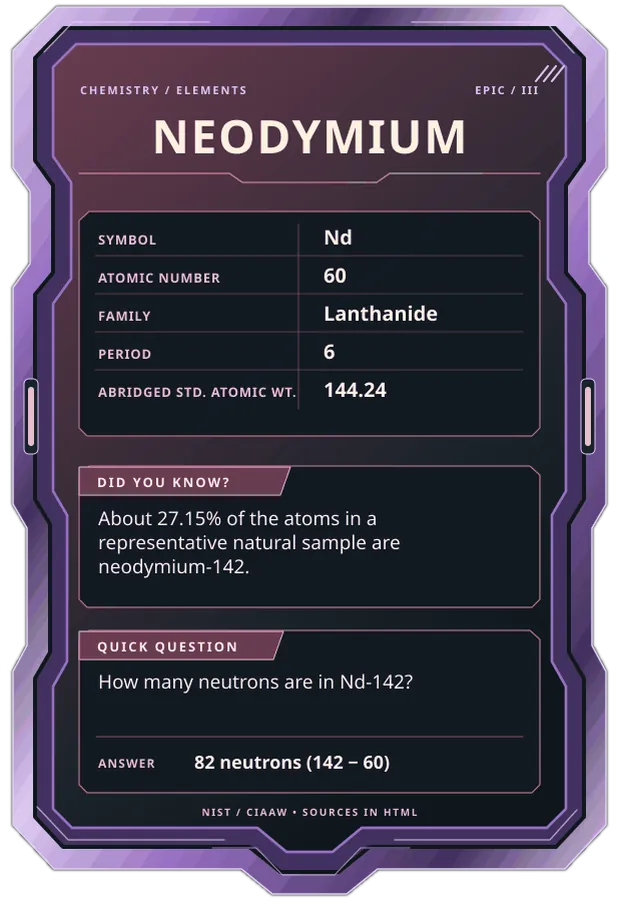 CHEMISTRY / ELEMENTS
EPIC / III
NEODYMIUM
SYMBOL Nd
ATOMIC NUMBER 60
FAMILY Lanthanide
PERIOD 6
ABRIDGED STD. ATOMIC WT. 144.24
DID YOU KNOW?
About 27.15% of the atoms in a
representative natural sample are
neodymium-142.
QUICK QUESTION
How many neutrons are in Nd-142?
ANSWER 82 neutrons (142 − 60)
NIST / CIAAW • SOURCES IN HTML